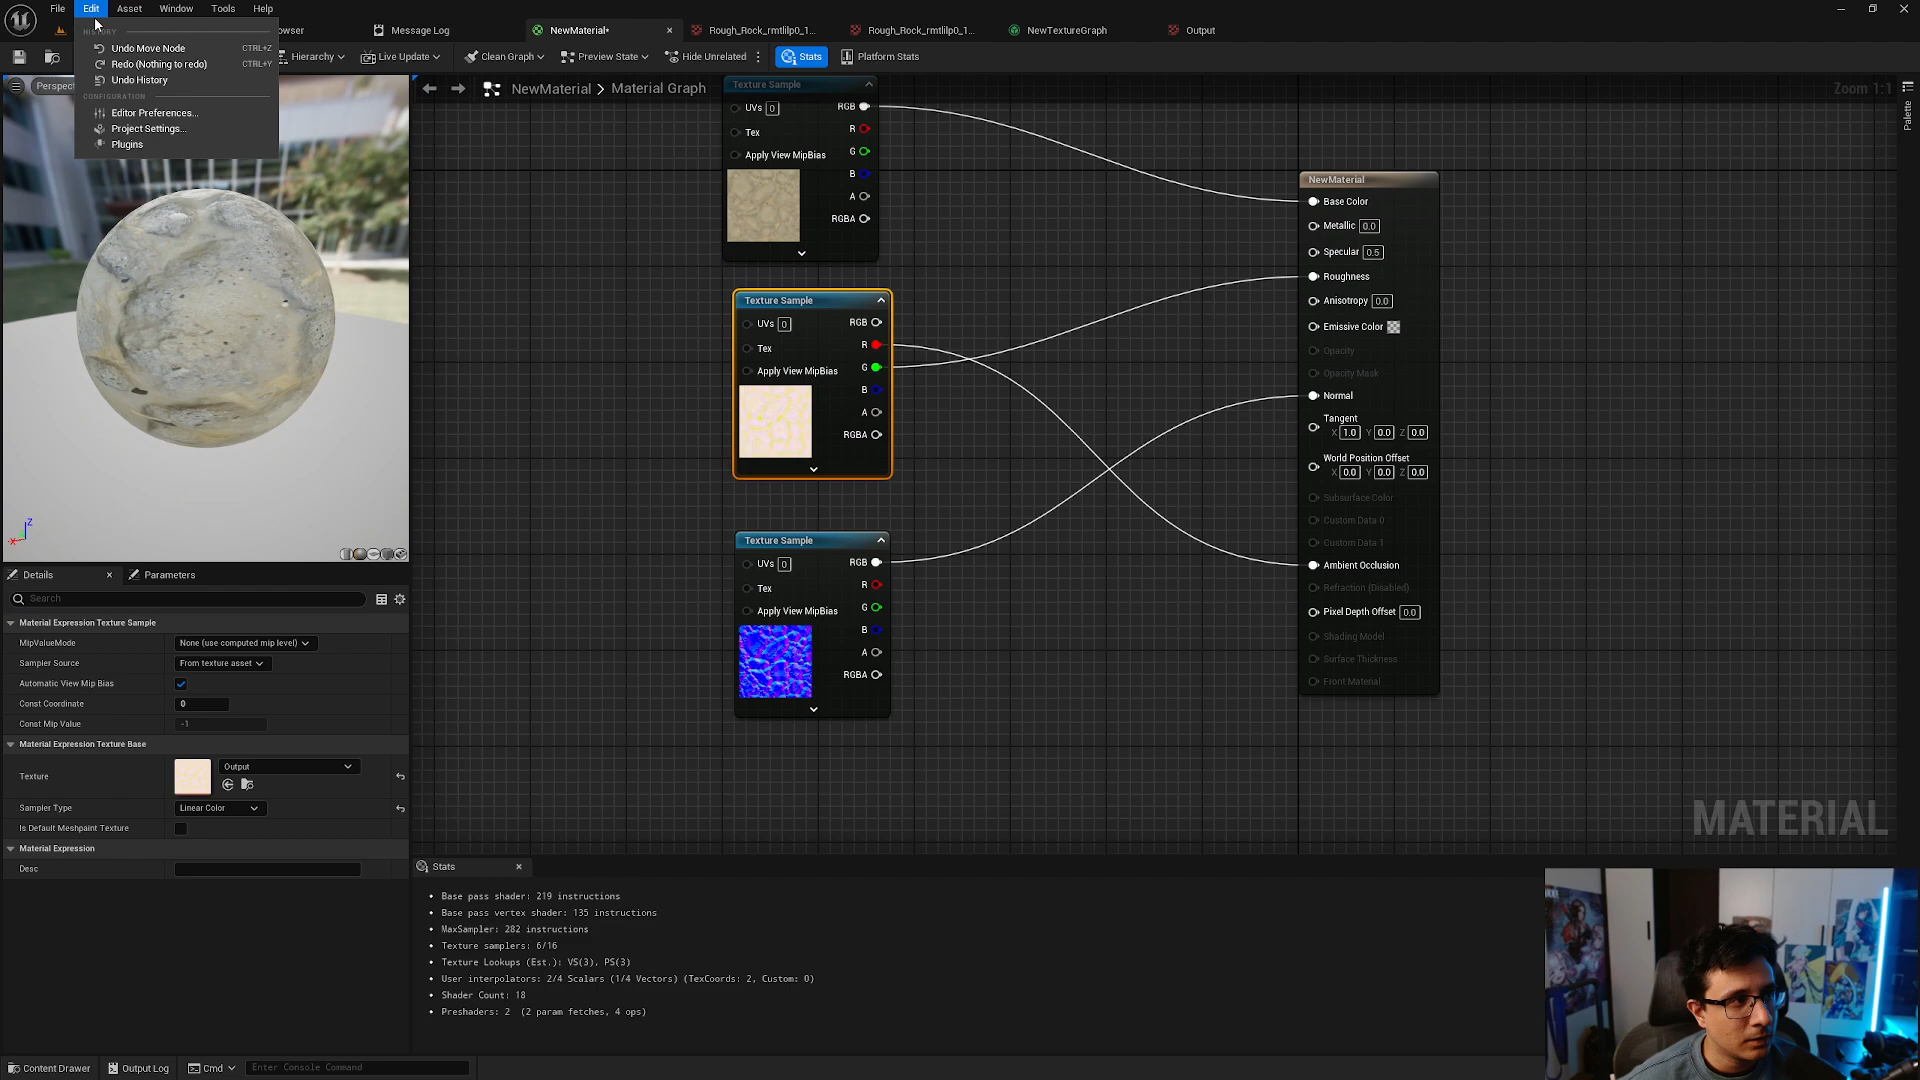 File Edit Asset Window Tools Help
Message Log NewMaterial* Rough_Rock_rmtlilp0_1... Rough_Rock_rmtlilp0_1... NewTextureGraph Output
HISTORY
Undo Move Node CTRL+Z
Redo (Nothing to redo) CTRL+Y
Undo History
CONFIGURATION
Editor Preferences...
Project Settings...
Plugins
Hierarchy Live Update Clean Graph Preview State Hide Unrelated Stats Platform Stats
NewMaterial > Material Graph
Zoom 1:1
Palette
Texture Sample
UVs 0 RGB
Tex R
G
Apply View MipBias
B
A
RGBA
Texture Sample
UVs 0 RGB
Tex R
Apply View MipBias G
B
A
RGBA
Texture Sample
UVs 0 RGB
Tex R
Apply View MipBias G
B
A
RGBA
NewMaterial
Base Color
Metallic 0.0
Specular 0.5
Roughness
Anisotropy 0.0
Emissive Color
Opacity
Opacity Mask
Normal
Tangent
X 1.0 Y 0.0 Z 0.0
World Position Offset
X 0.0 Y 0.0 Z 0.0
Subsurface Color
Custom Data 0
Custom Data 1
Ambient Occlusion
Refraction (Disabled)
Pixel Depth Offset 0.0
Shading Model
Surface Thickness
Front Material
MATERIAL
Z
X
Details Parameters
Search
Material Expression Texture Sample
MipValueMode None (use computed mip level)
Sampler Source From texture asset
Automatic View Mip Bias
Const Coordinate 0
Const Mip Value -1
Material Expression Texture Base
Texture Output
Sampler Type Linear Color
Is Default Meshpaint Texture
Material Expression
Desc
Stats
Base pass shader: 219 instructions
Base pass vertex shader: 135 instructions
MaxSampler: 282 instructions
Texture samplers: 6/16
Texture Lookups (Est.): VS(3), PS(3)
User interpolators: 2/4 Scalars (1/4 Vectors) (TexCoords: 2, Custom: 0)
Shader Count: 18
Preshaders: 2 (2 param fetches, 4 ops)
Content Drawer Output Log Cmd Enter Console Command